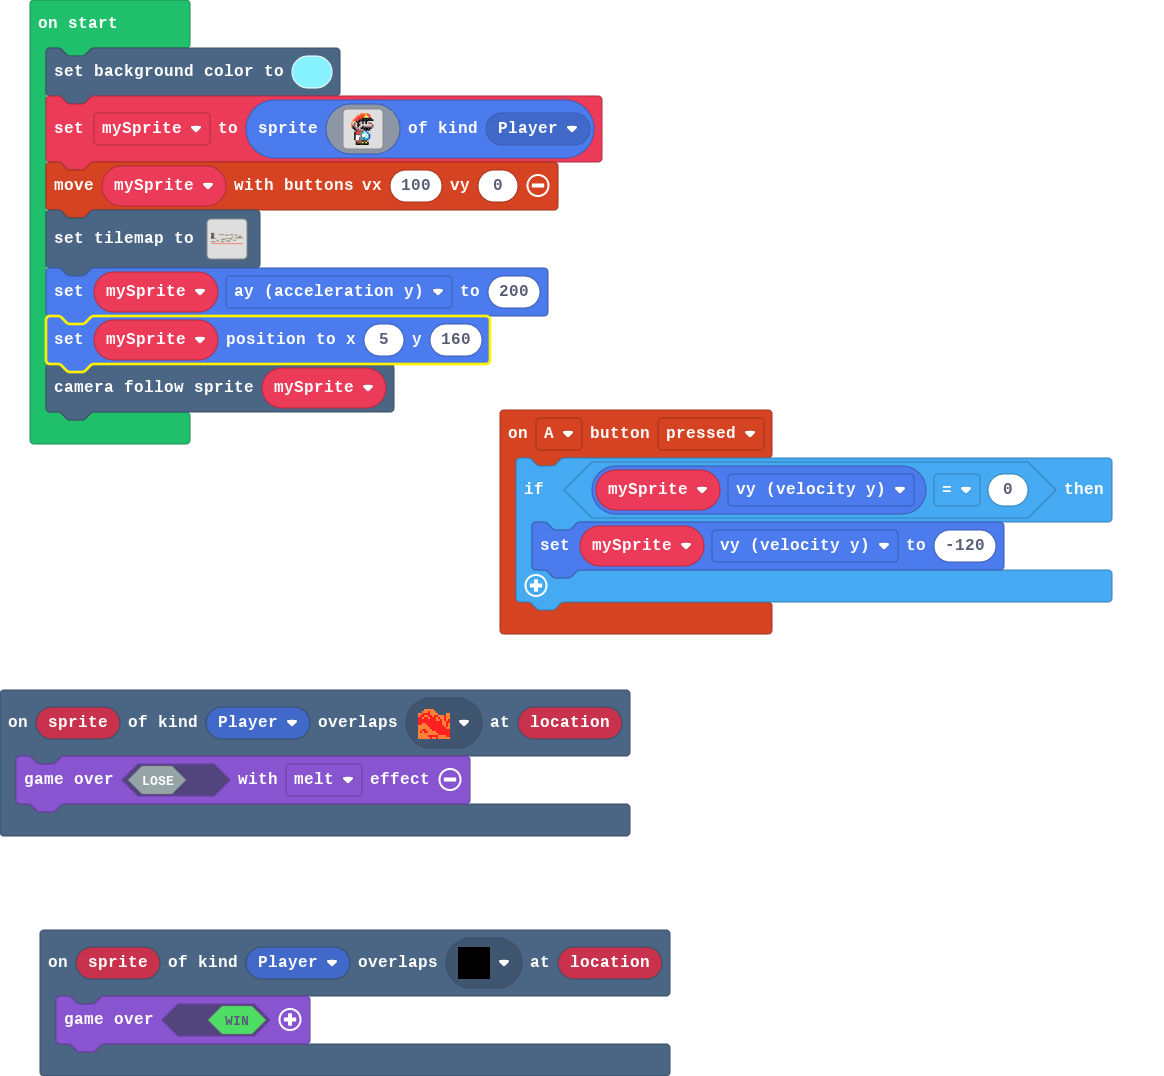 on start
set background color to
set mySprite to sprite of kind Player
move mySprite with buttons vx 100 vy 0
set tilemap to
set mySprite ay (acceleration y) to 200
set mySprite position to x 5 y 160
camera follow sprite mySprite
on A button pressed
if mySprite vy (velocity y) = 0 then
set mySprite vy (velocity y) to -120
on sprite of kind Player overlaps at location
game over LOSE with melt effect
on sprite of kind Player overlaps at location
game over WIN